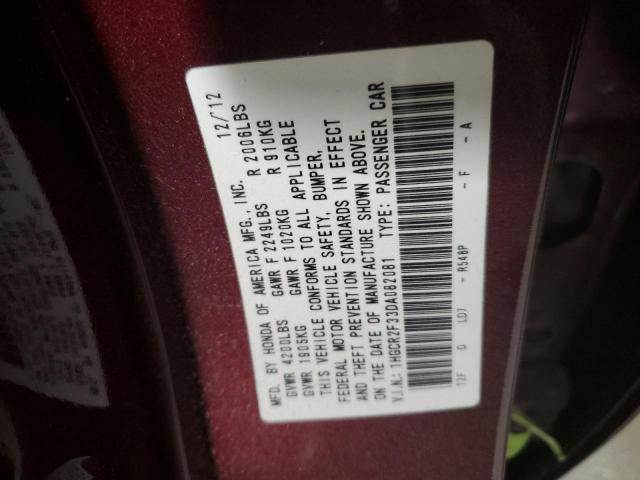 MFD. BY HONDA OF AMERICA MFG., INC. 12/12
GVWR 4200LBS GAWR F 2249LBS R 2006LBS
GVWR 1905KG GAWR F 1020KG R 910KG
THIS VEHICLE CONFORMS TO ALL APPLICABLE
FEDERAL MOTOR VEHICLE SAFETY, BUMPER,
AND THEFT PREVENTION STANDARDS IN EFFECT
ON THE DATE OF MANUFACTURE SHOWN ABOVE.
V.I.N.: 1HGCR2F33DA082081 TYPE: PASSENGER CAR
T2F D LD7 - R548P - F - A